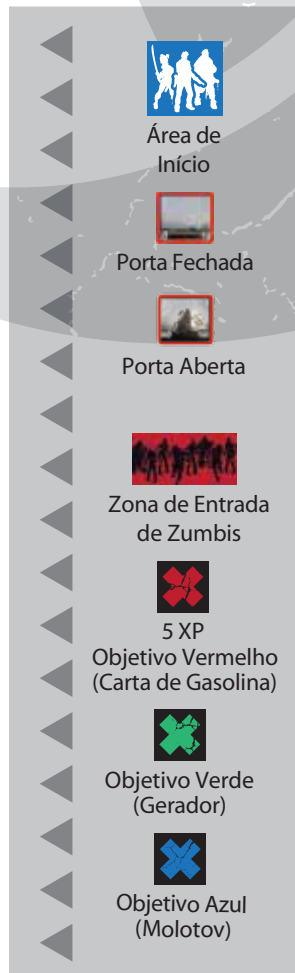 Área de
Início
Porta Fechada
Porta Aberta
Zona de Entrada
de Zumbis
5 XP
Objetivo Vermelho
(Carta de Gasolina)
Objetivo Verde
(Gerador)
Objetivo Azul
(Molotov)